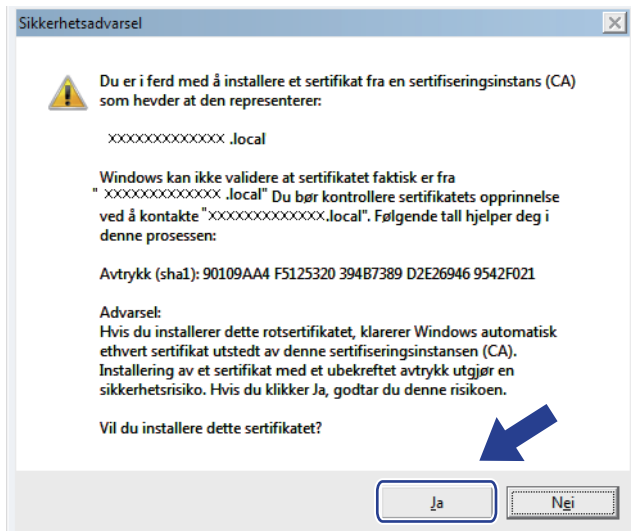 Sikkerhetsadvarsel
Du er i ferd med å installere et sertifikat fra en sertifiseringsinstans (CA)
som hevder at den representerer:
XXXXXXXXXXXXX .local
Windows kan ikke validere at sertifikatet faktisk er fra
" XXXXXXXXXXXXX .local" Du bør kontrollere sertifikatets opprinnelse
ved å kontakte "XXXXXXXXXXXXX.local". Følgende tall hjelper deg i
denne prosessen:
Avtrykk (sha1): 90109AA4 F5125320 394B7389 D2E26946 9542F021
Advarsel:
Hvis du installerer dette rotsertifikatet, klarerer Windows automatisk
ethvert sertifikat utstedt av denne sertifiseringsinstansen (CA).
Installering av et sertifikat med et ubekreftet avtrykk utgjør en
sikkerhetsrisiko. Hvis du klikker Ja, godtar du denne risikoen.
Vil du installere dette sertifikatet?
Ja
Nei